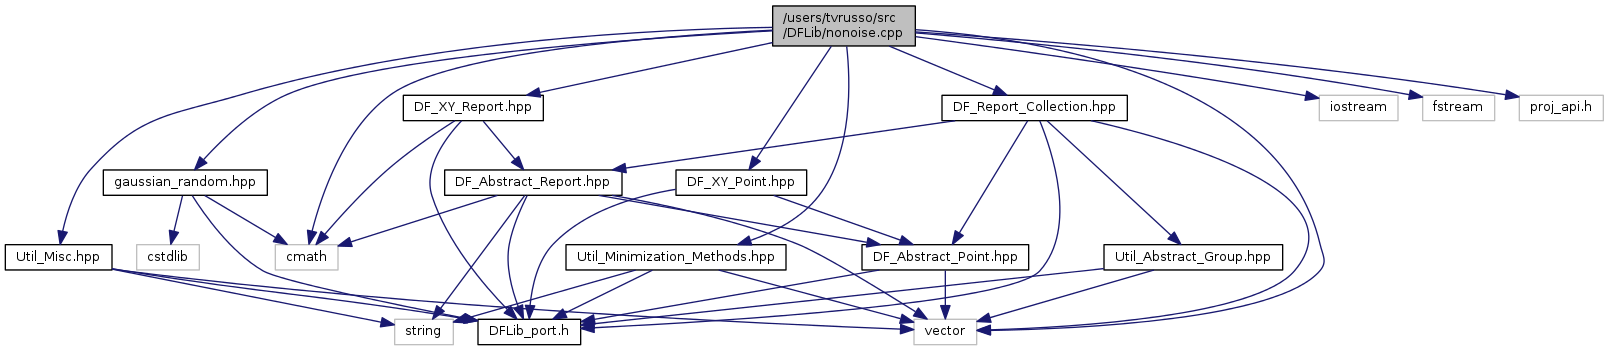 /users/tvrusso/src
/DFLib/nonoise.cpp
DF_XY_Report.hpp
DF_Report_Collection.hpp
iostream
fstream
proj_api.h
gaussian_random.hpp
DF_Abstract_Report.hpp
DF_XY_Point.hpp
Util_Misc.hpp
cstdlib
cmath
Util_Minimization_Methods.hpp
DF_Abstract_Point.hpp
Util_Abstract_Group.hpp
string
DFLib_port.h
vector